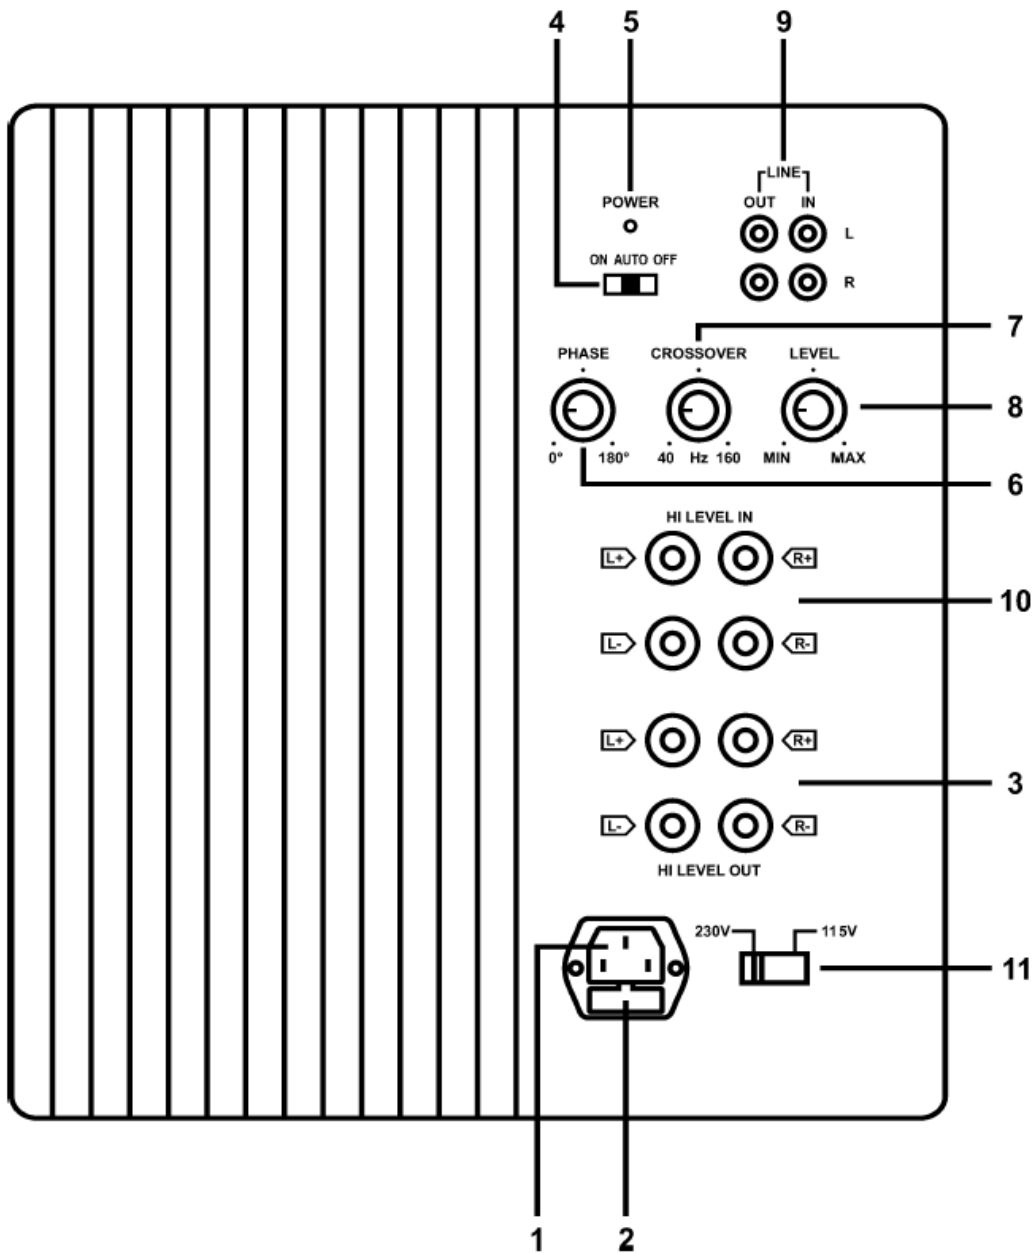 4 5 9
LINE
POWER OUT IN
L
ON AUTO OFF
R
7
PHASE CROSSOVER LEVEL
8
0° 180° 40 Hz 160 MIN MAX
6
HI LEVEL IN
L+ R+
10
L- R-
L+ R+
3
L- R-
HI LEVEL OUT
230V 115V
11
1 2